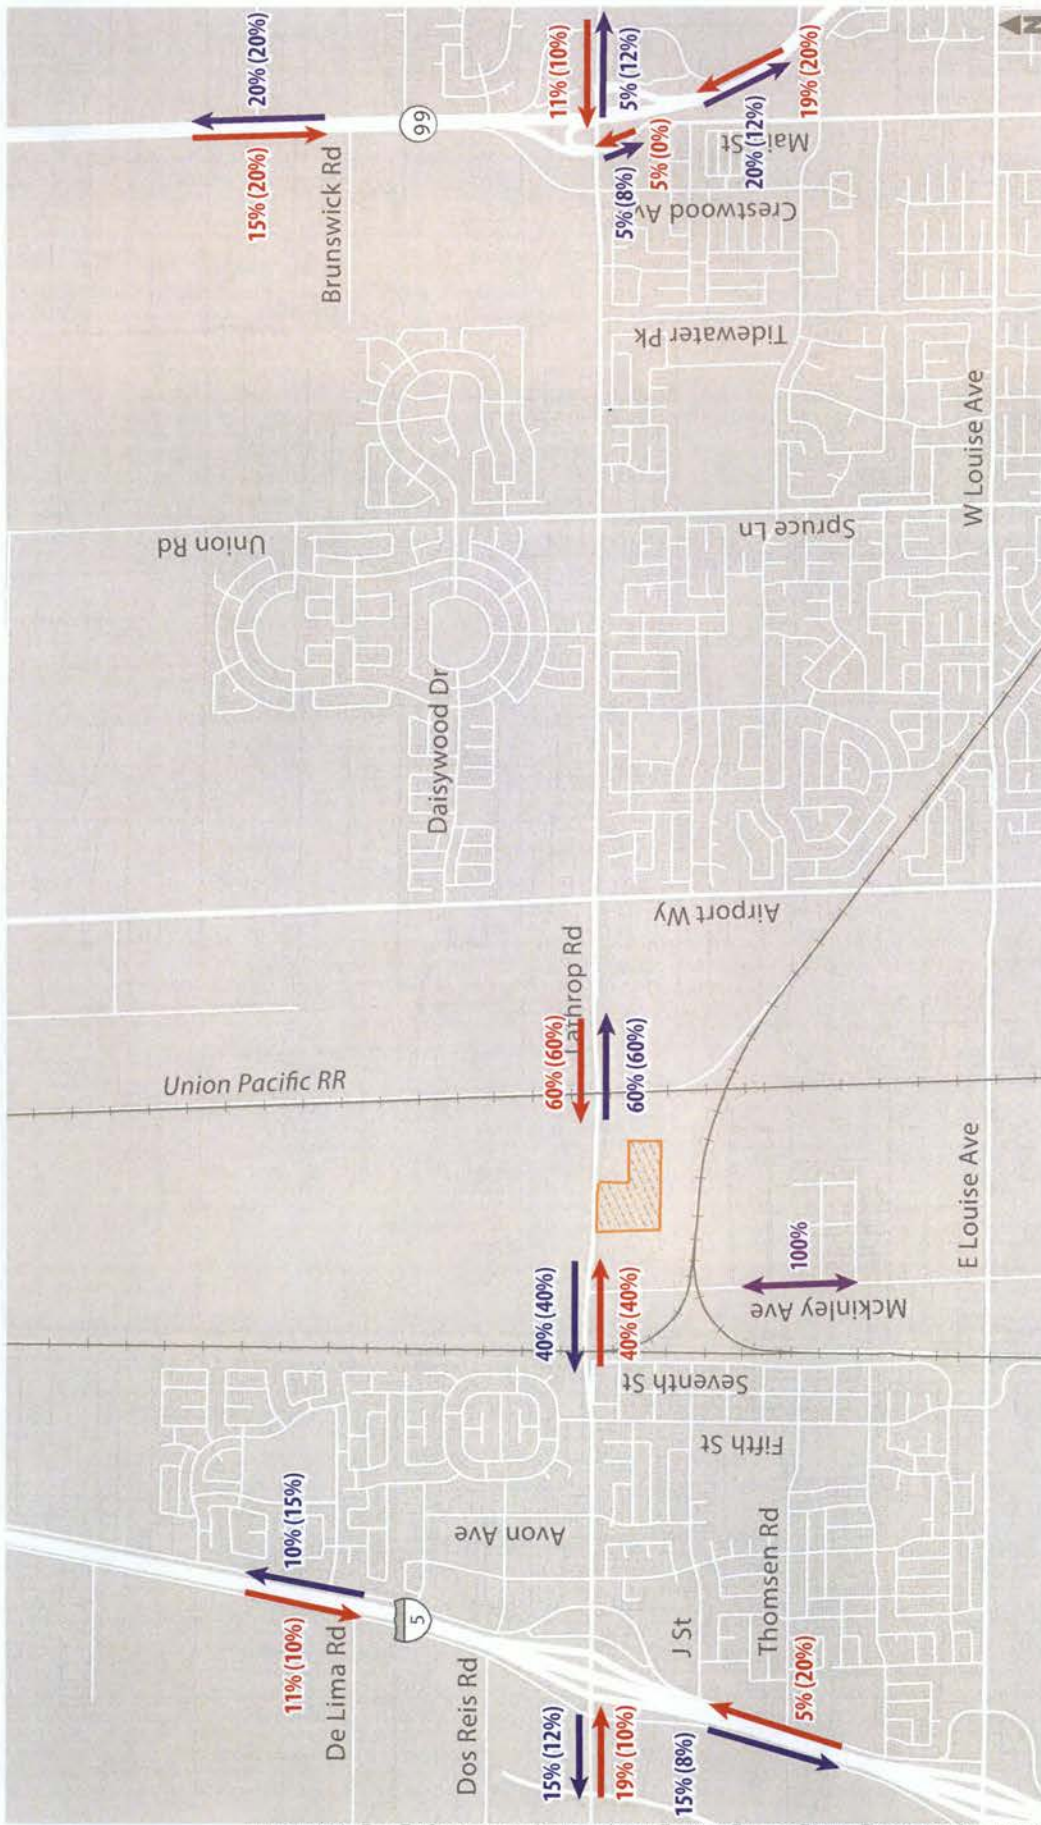 N
20% (20%)
15% (20%)
Brunswick Rd
99
11% (10%)
5% (12%)
19% (20%)
20% (12%)
5% (0%)
5% (8%)
Main St
Crestwood Av
Tidewater Pk
W Louise Ave
Union Rd
Spruce Ln
Daisywood Dr
Airport Wy
Lathrop Rd
60% (60%)
60% (60%)
Union Pacific RR
E Louise Ave
100%
Mckinley Ave
40% (40%)
40% (40%)
Seventh St
Fifth St
Avon Ave
10% (15%)
11% (10%)
De Lima Rd
5
Dos Reis Rd
J St
Thomsen Rd
15% (12%)
19% (10%)
15% (8%)
5% (20%)